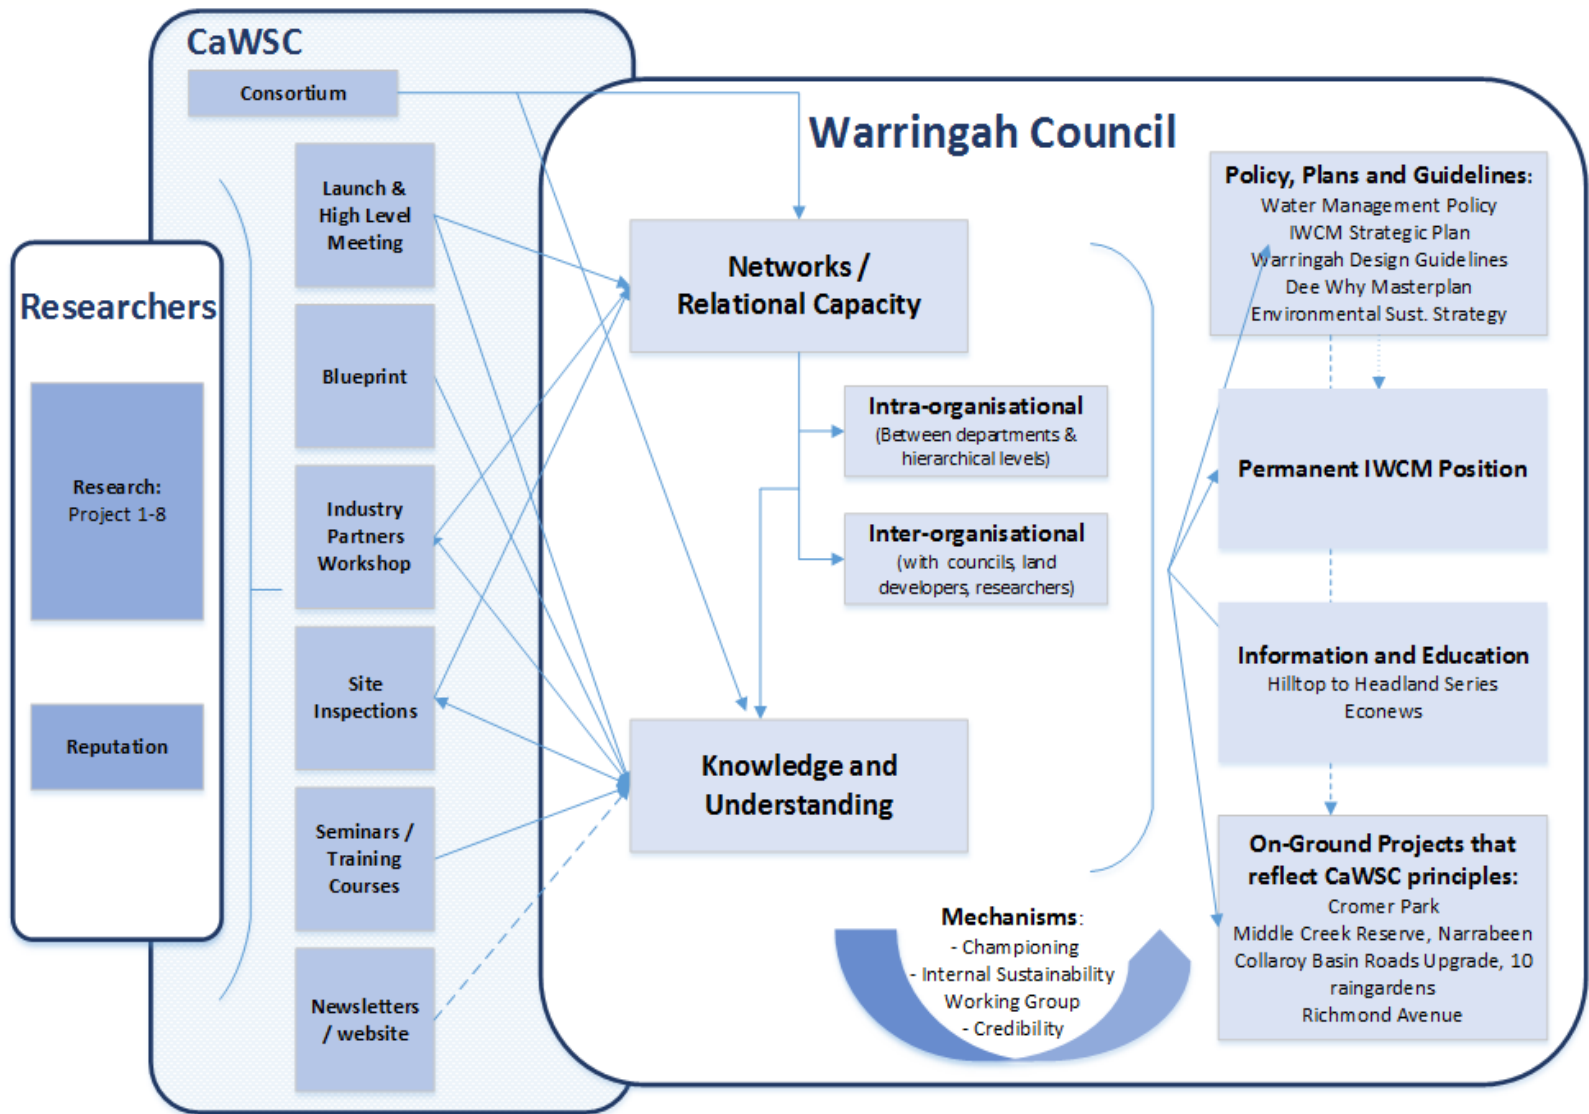 CaWSC
Consortium
Launch &
High Level
Meeting
Blueprint
Industry
Partners
Workshop
Site
Inspections
Seminars /
Training
Courses
Newsletters
/ website
Researchers
Research:
Project 1-8
Reputation
Warringah Council
Networks /
Relational Capacity
Intra-organisational
(Between departments &
hierarchical levels)
Inter-organisational
(with councils, land
developers, researchers)
Knowledge and
Understanding
Mechanisms:
- Championing
- Internal Sustainability
Working Group
- Credibility
Policy, Plans and Guidelines:
Water Management Policy
IWCM Strategic Plan
Warringah Design Guidelines
Dee Why Masterplan
Environmental Sust. Strategy
Permanent IWCM Position
Information and Education
Hilltop to Headland Series
Econews
On-Ground Projects that
reflect CaWSC principles:
Cromer Park
Middle Creek Reserve, Narrabeen
Collaroy Basin Roads Upgrade, 10
raingardens
Richmond Avenue